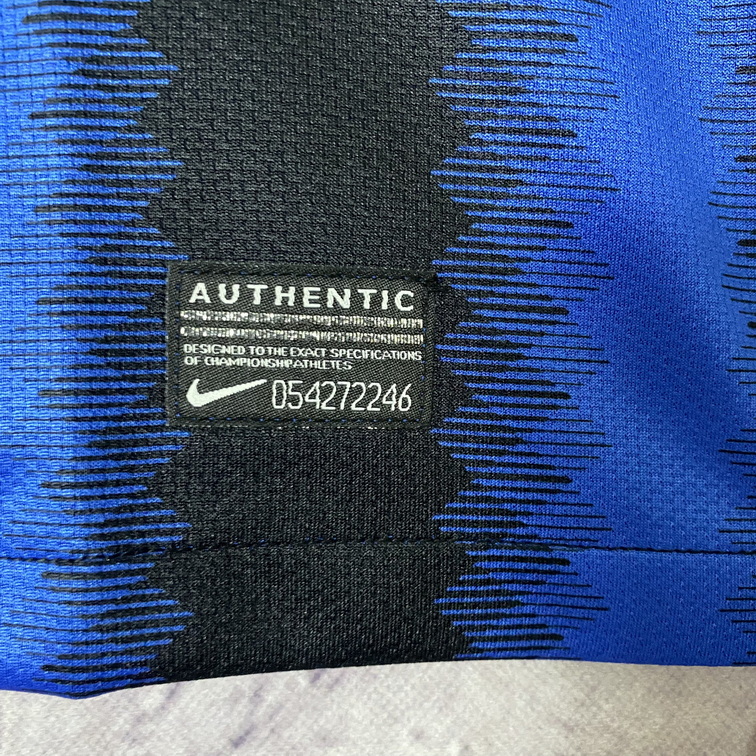 AUTHENTIC
DESIGNED TO THE EXACT SPECIFICATIONS
OF CHAMPIONSHIP ATHLETES
054272246